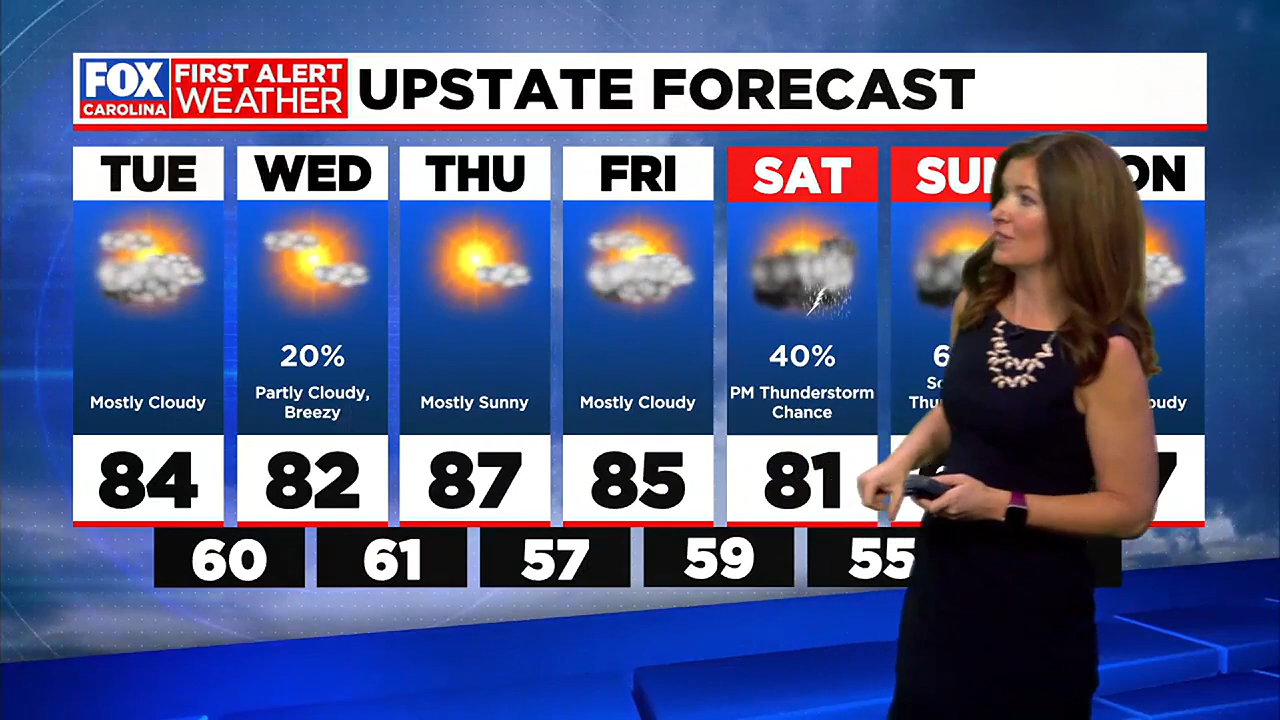 FOX
CAROLINA
FIRST ALERT
WEATHER
UPSTATE FORECAST
TUE
WED
THU
FRI
SAT
SUN
20%
40%
Mostly Cloudy
Partly Cloudy,
Breezy
Mostly Sunny
Mostly Cloudy
PM Thunderstorm
Chance
84
82
87
85
81
60
61
57
59
55